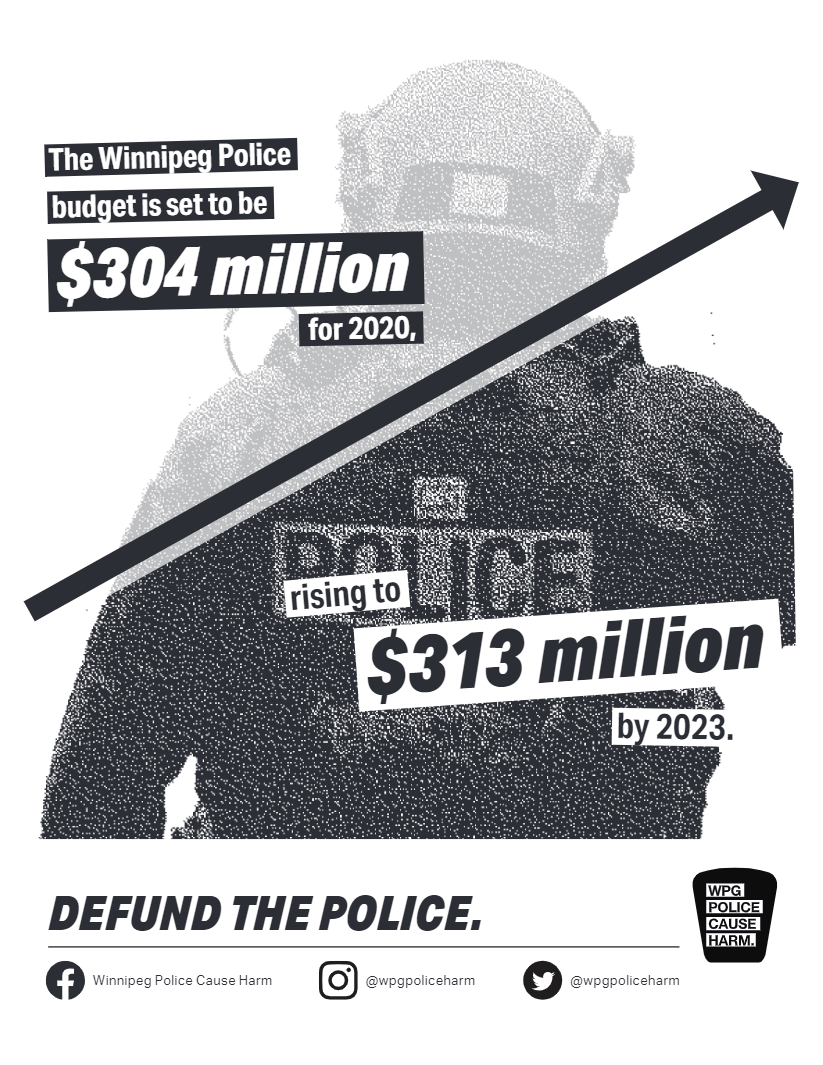 The Winnipeg Police
budget is set to be
$304 million
for 2020,
POLICE
rising to
$313 million
by 2023.
DEFUND THE POLICE.
WPG
POLICE
CAUSE
HARM.
Winnipeg Police Cause Harm
@wpgpoliceharm
@wpgpoliceharm